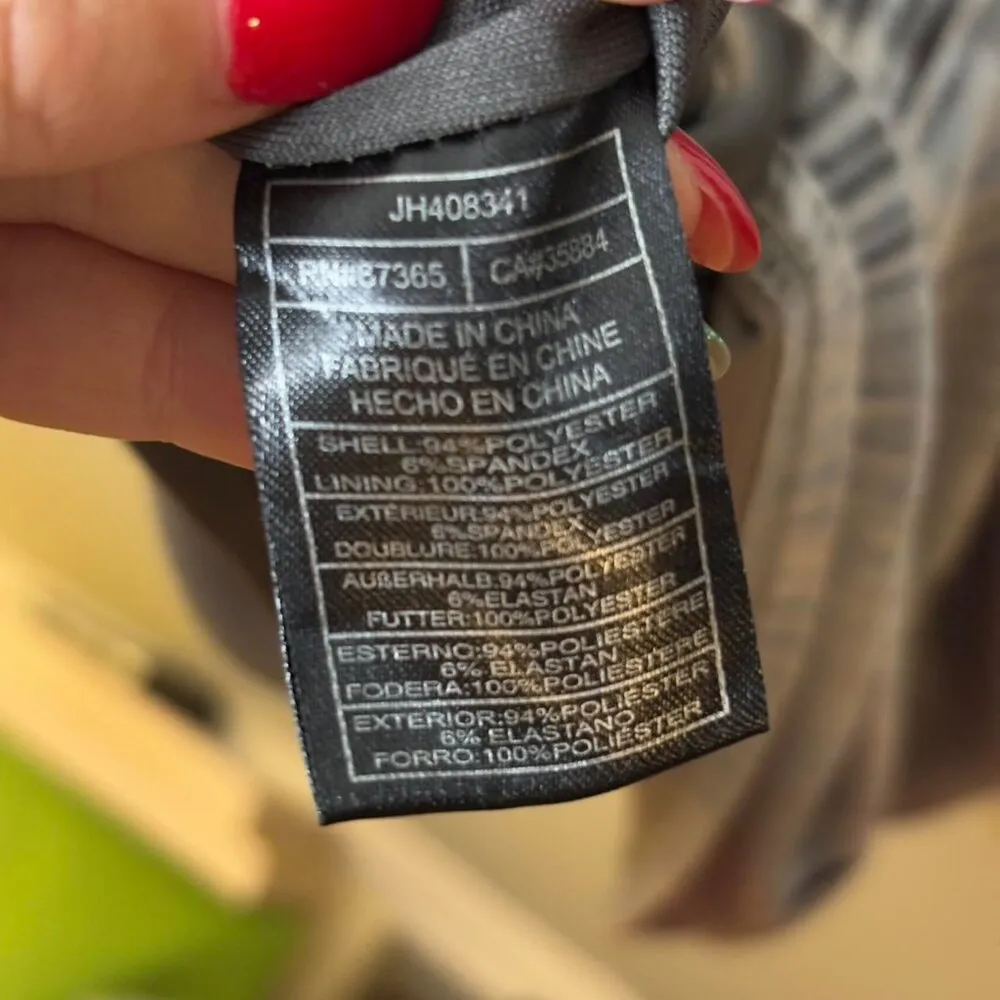 JH408341
RN#87365 CA#35884
MADE IN CHINA
FABRIQUÉ EN CHINE
HECHO EN CHINA
SHELL:94%POLYESTER
6%SPANDEX
LINING:100%POLYESTER
EXTÉRIEUR:94%POLYESTER
6%SPANDEX
DOUBLURE:100%POLYESTER
AUßERHALB:94%POLYESTER
6%ELASTAN
FUTTER:100%POLYESTER
ESTERNO:94%POLIESTERE
6% ELASTAN
FODERA:100%POLIESTERE
EXTERIOR:94%POLIÉSTER
6% ELASTANO
FORRO:100%POLIÉSTER